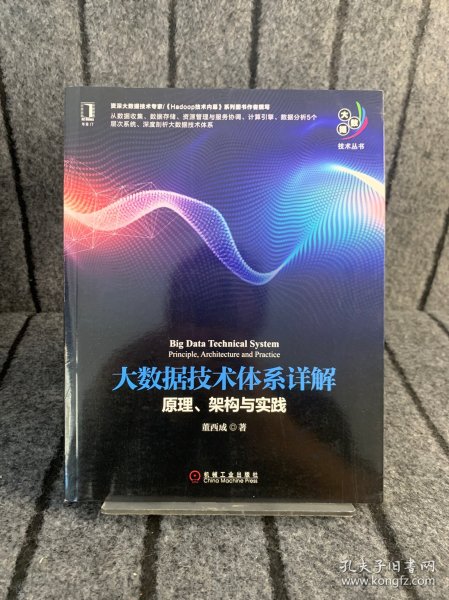 资深大数据技术专家/《Hadoop技术内幕》系列图书作者撰写
从数据收集、数据存储、资源管理与服务协调、计算引擎、数据分析5个
层次系统、深度剖析大数据技术体系
大数据
技术丛书
Big Data Technical System
Principle, Architecture and Practice
大数据技术体系详解
原理、架构与实践
董西成 ◎ 著
机械工业出版社
China Machine Press
孔夫子旧书网
www.kongfz.com